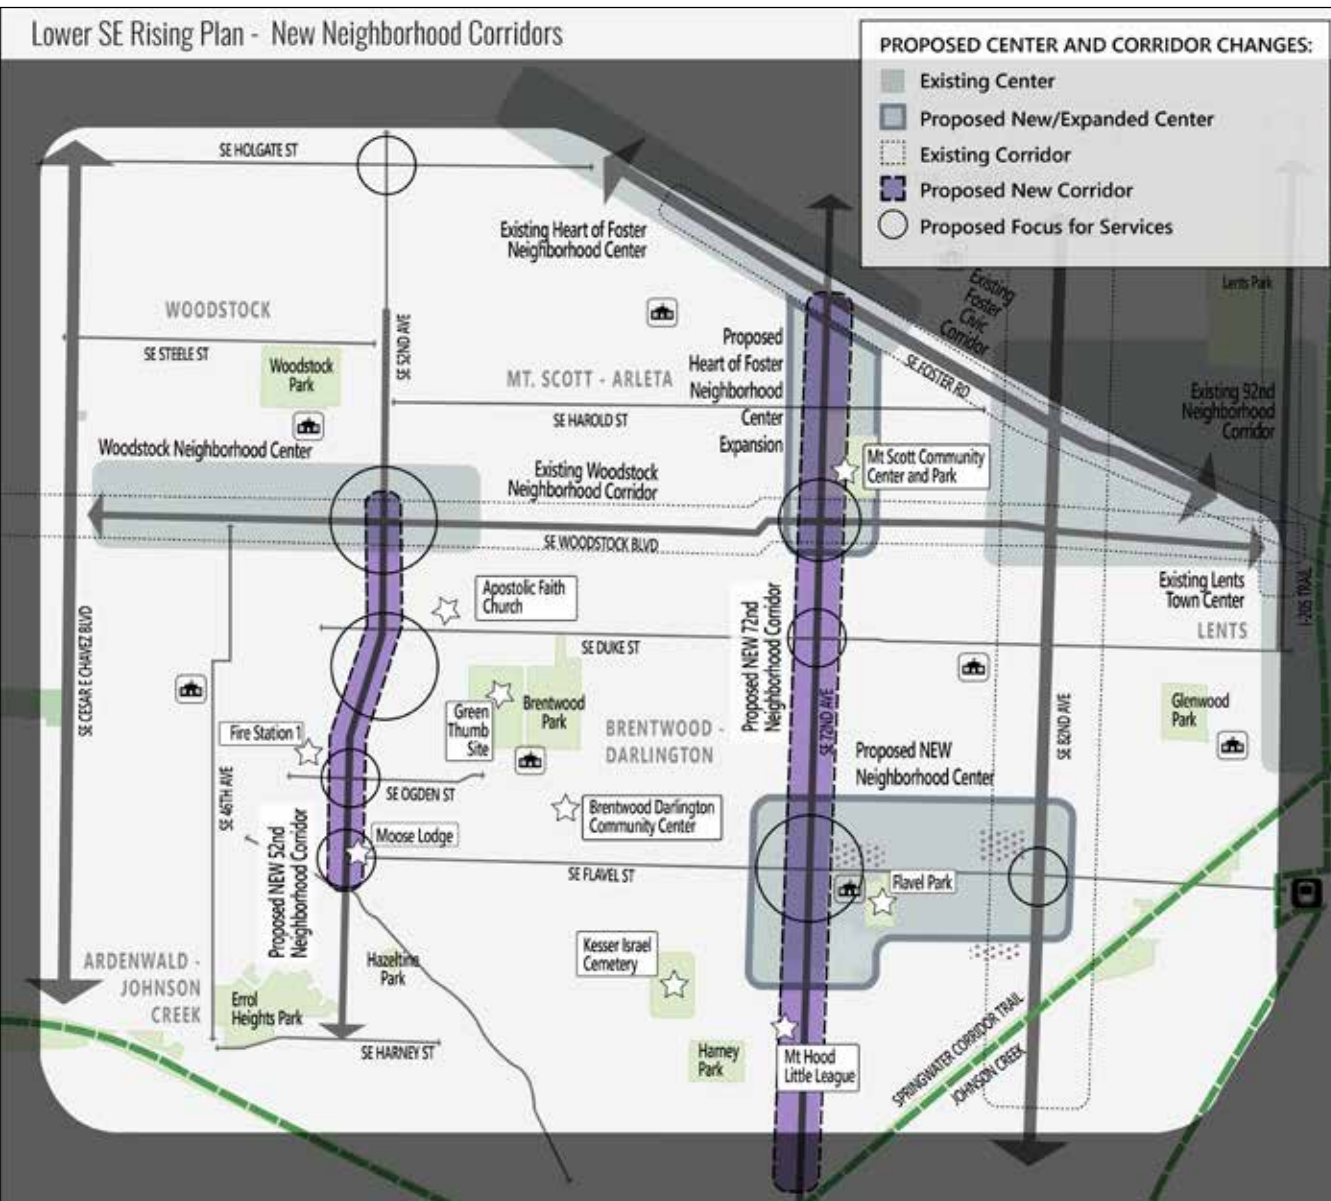 Lower SE Rising Plan - New Neighborhood Corridors
PROPOSED CENTER AND CORRIDOR CHANGES:
Existing Center
Proposed New/Expanded Center
Existing Corridor
Proposed New Corridor
Proposed Focus for Services
SE HOLGATE ST
Existing Heart of Foster
Neighborhood Center
Existing
Foster
Civic
Corridor
Lents Park
WOODSTOCK
SE STEELE ST
SE 52ND AVE
Woodstock
Park
MT. SCOTT - ARLETA
SE HAROLD ST
Proposed
Heart of Foster
Neighborhood
Center
Expansion
SE FOSTER RD
Existing 92nd
Neighborhood
Corridor
Woodstock Neighborhood Center
Existing Woodstock
Neighborhood Corridor
Mt Scott Community
Center and Park
SE WOODSTOCK BLVD
Existing Lents
Town Center
I-205 TRAIL
LENTS
Apostolic Faith
Church
SE CESAR E CHAVEZ BLVD
SE DUKE ST
Proposed NEW 72nd
Neighborhood Corridor
SE 72ND AVE
SE 82ND AVE
Glenwood
Park
Fire Station 1
Green
Thumb
Site
Brentwood
Park
BRENTWOOD -
DARLINGTON
Proposed NEW
Neighborhood Center
SE 46TH AVE
SE OGDEN ST
Brentwood Darlington
Community Center
Proposed NEW 52nd
Neighborhood Corridor
Moose Lodge
SE FLAVEL ST
Flavel Park
ARDENWALD -
JOHNSON
CREEK
Hazeltine
Park
Kesser Israel
Cemetery
Errol
Heights Park
SE HARNEY ST
Harney
Park
Mt Hood
Little League
SPRINGWATER CORRIDOR TRAIL
JOHNSON CREEK